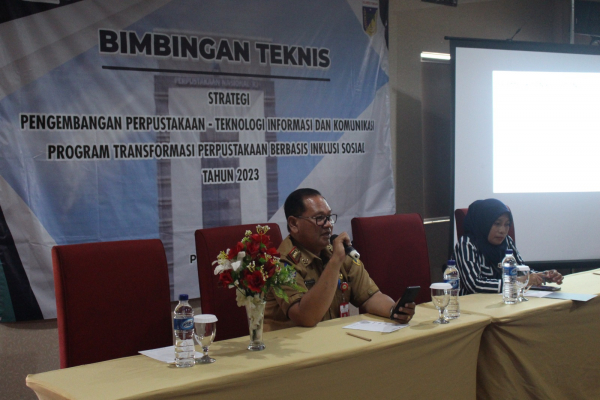 BIMBINGAN TEKNIS
STRATEGI
PENGEMBANGAN PERPUSTAKAAN - TEKNOLOGI INFORMASI DAN KOMUNIKASI
PROGRAM TRANSFORMASI PERPUSTAKAAN BERBASIS INKLUSI SOSIAL
TAHUN 2023